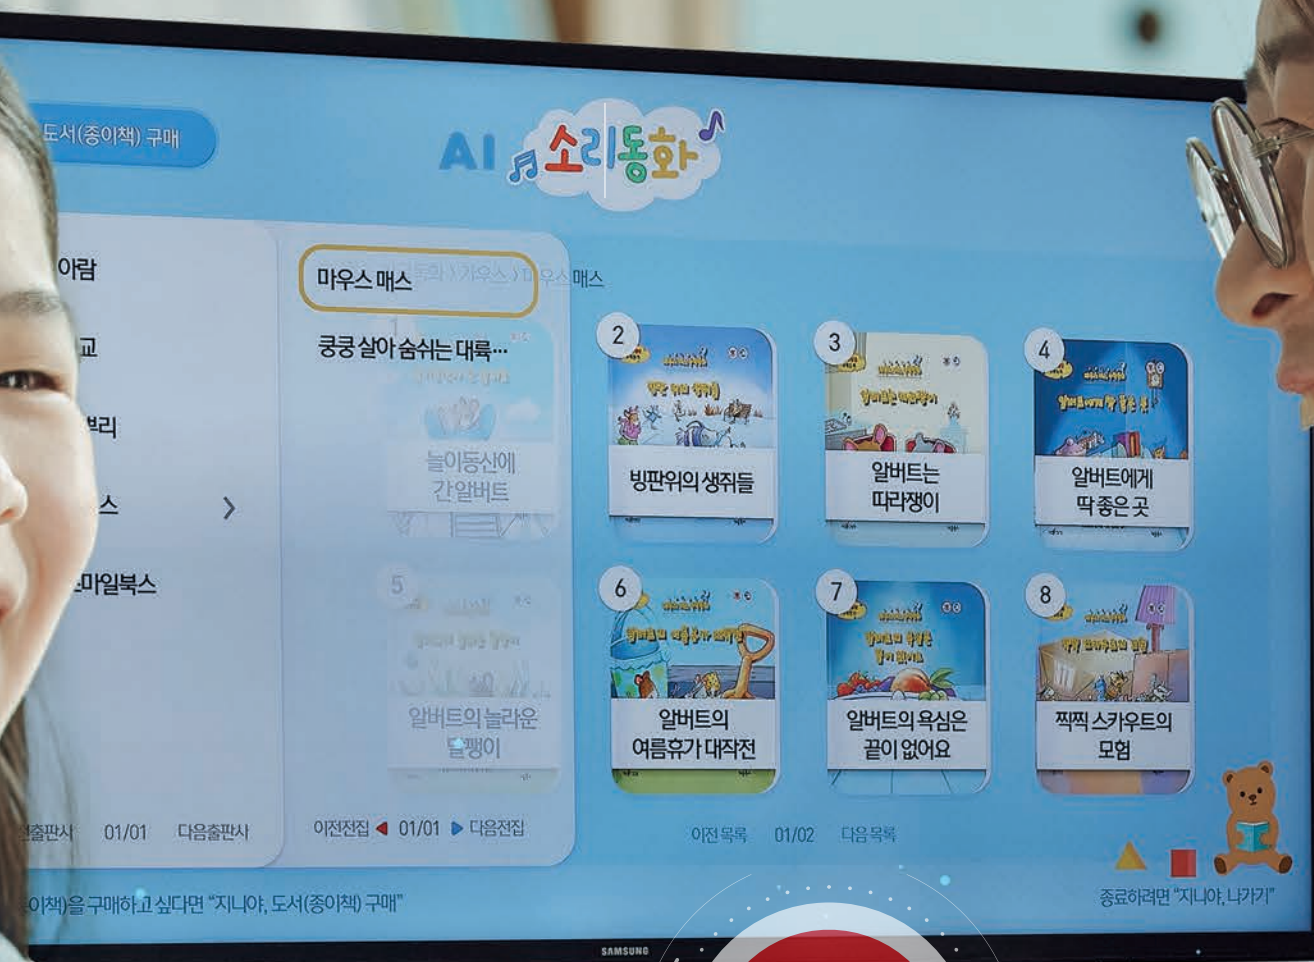 도서(종이책) 구매
AI 소리동화
아람
교
뿌리
스
스마일북스
출판사 01/01 다음출판사
마우스 매스
매스
쿵쿵 살아 숨쉬는 대륙…
이전전집 01/01 다음전집
놀이동산에
간 알버트
2
빙판위의 생쥐들
3
알버트는
따라쟁이
4
알버트에게
딱 좋은 곳
5
알버트의 놀라운
달팽이
6
알버트의
여름휴가 대작전
7
알버트의 욕심은
끝이 없어요
8
찍찍 스카우트의
모험
이전 목록 01/02 다음 목록
이책)을 구매하고 싶다면 “지니야, 도서(종이책) 구매”
종료하려면 “지니야, 나가기”
SAMSUNG